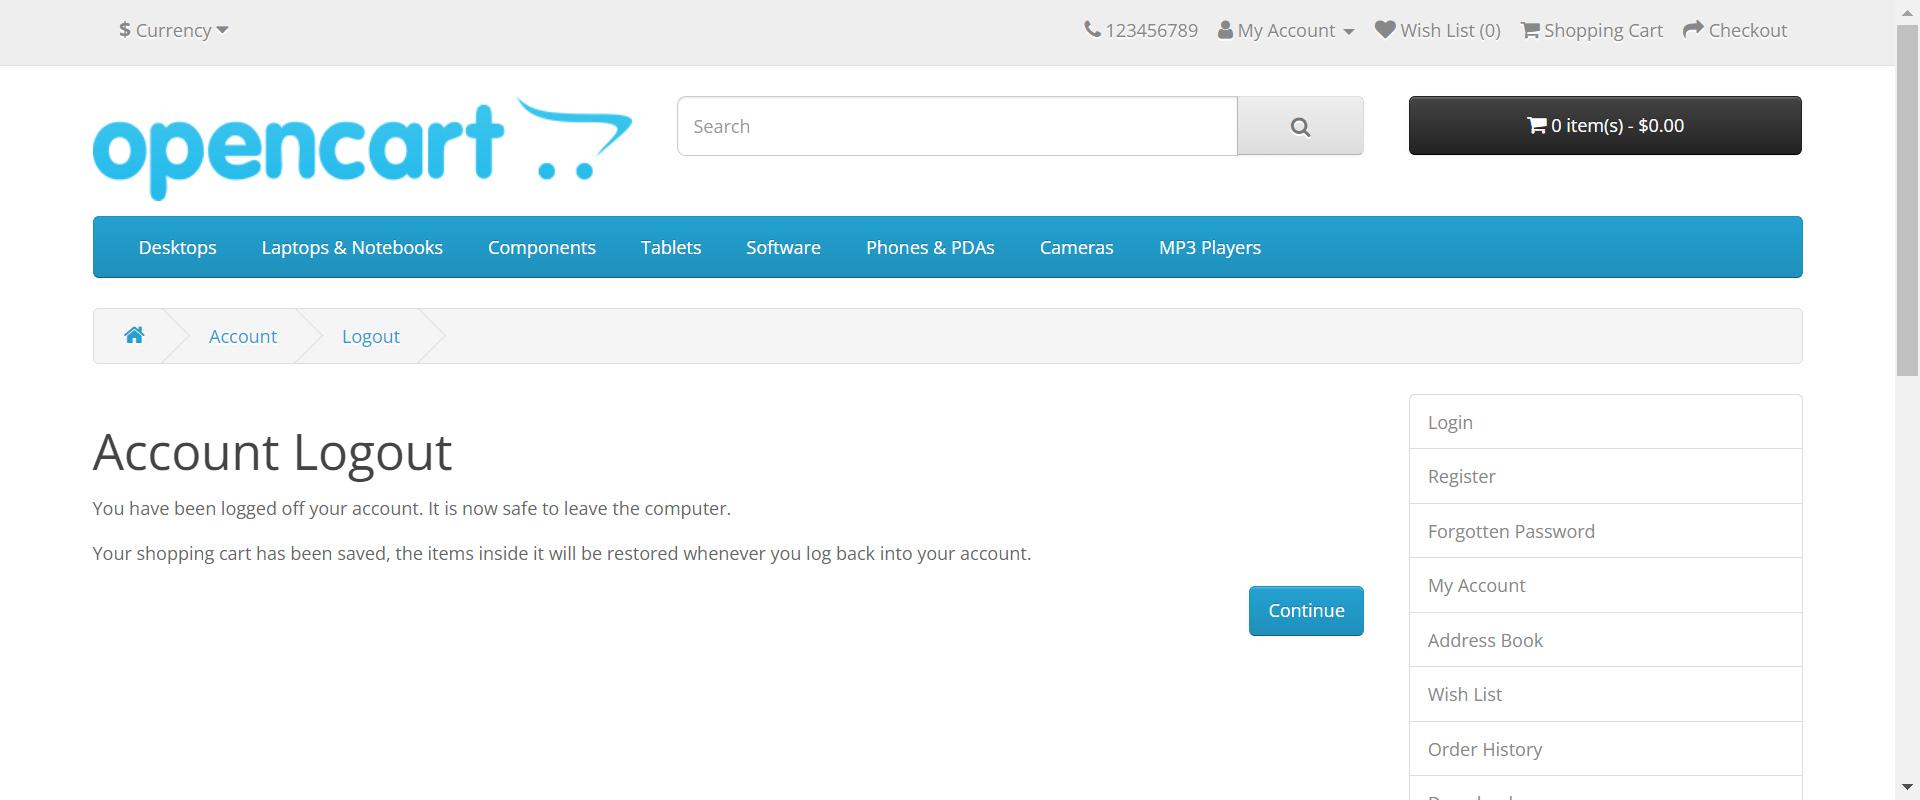 $ Currency
123456789 My Account Wish List (0) Shopping Cart Checkout
opencart
Search
0 item(s) - $0.00
Desktops Laptops & Notebooks Components Tablets Software Phones & PDAs Cameras MP3 Players
Account Logout
Account Logout
You have been logged off your account. It is now safe to leave the computer.
Your shopping cart has been saved, the items inside it will be restored whenever you log back into your account.
Continue
Login
Register
Forgotten Password
My Account
Address Book
Wish List
Order History